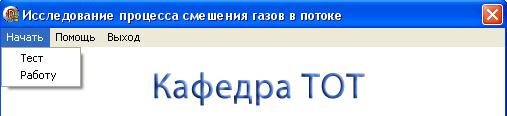 Исследование процесса смешения газов в потоке
Начать Помощь Выход
Тест
Работу
Кафедра ТОТ